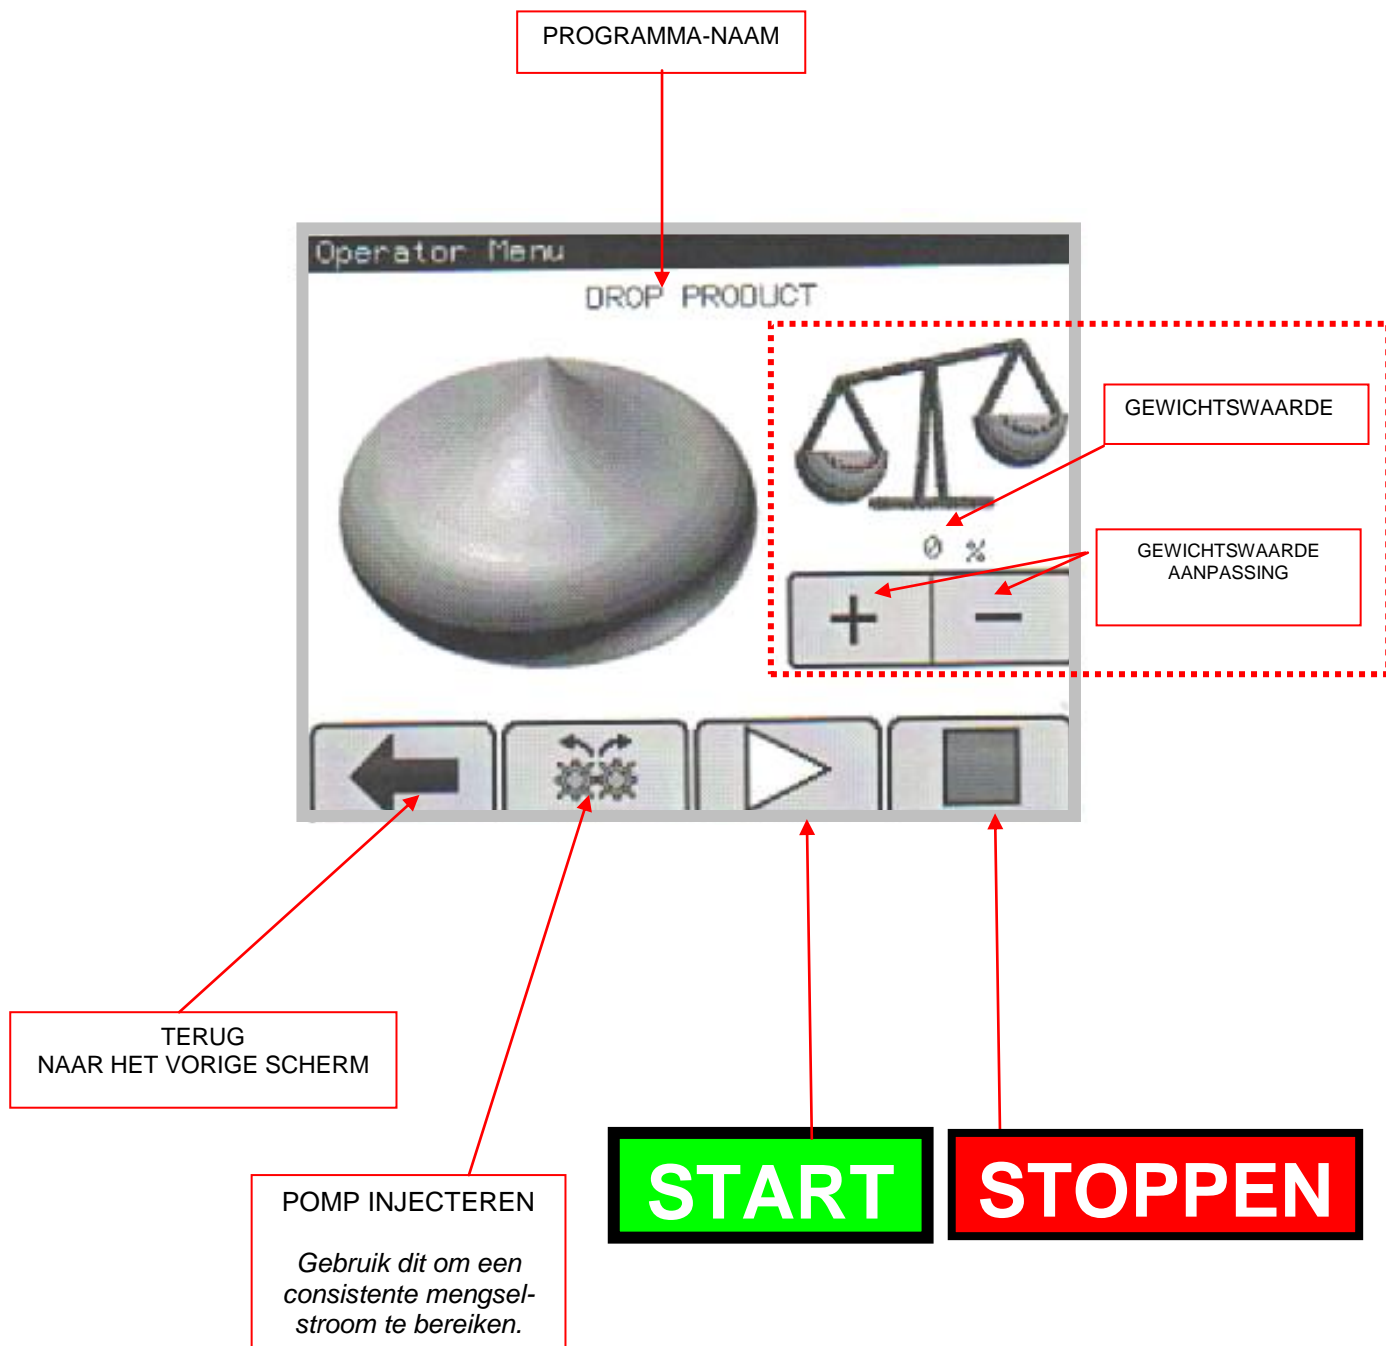 PROGRAMMA-NAAM
Operator Menu
DROP PRODUCT
GEWICHTSWAARDE
0 %
GEWICHTSWAARDE
AANPASSING
+ −
TERUG
NAAR HET VORIGE SCHERM
START
STOPPEN
POMP INJECTEREN
Gebruik dit om een
consistente mengsel-
stroom te bereiken.